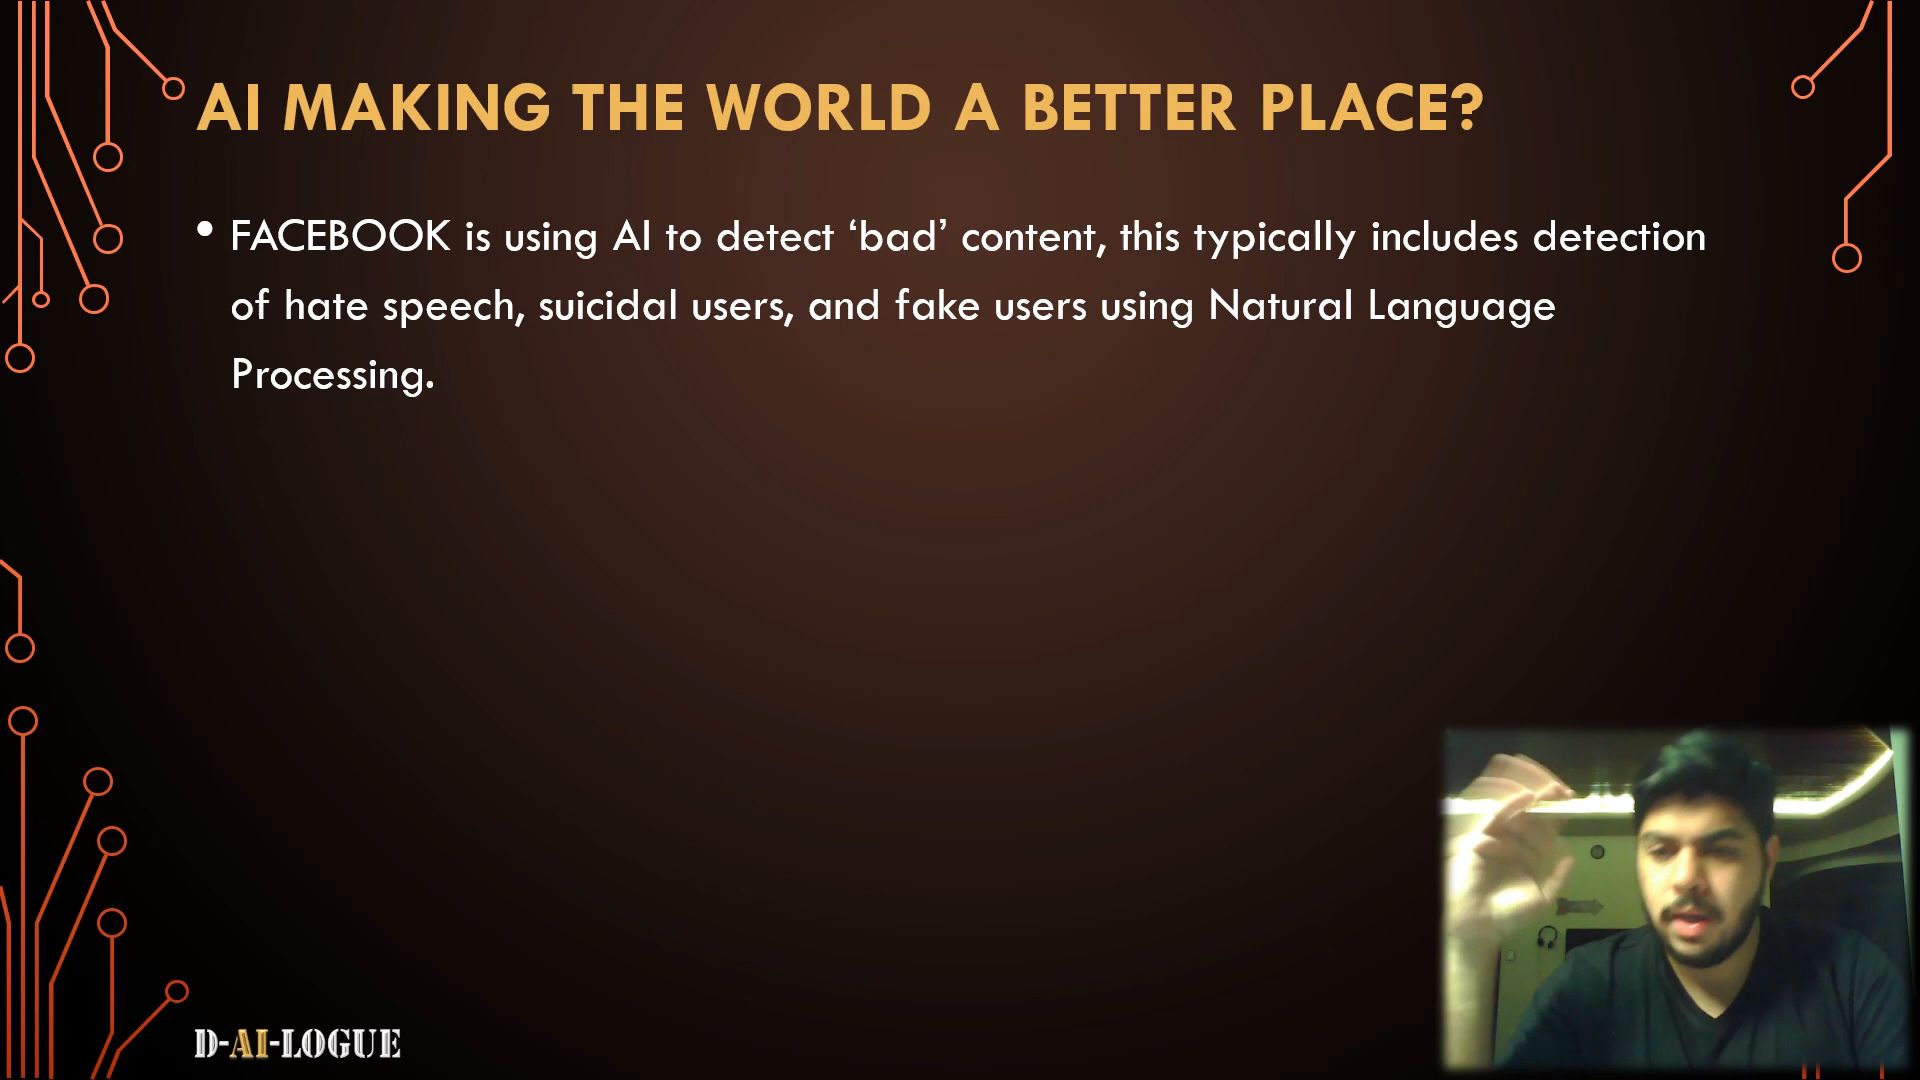 AI MAKING THE WORLD A BETTER PLACE?
• FACEBOOK is using AI to detect ‘bad’ content, this typically includes detection
of hate speech, suicidal users, and fake users using Natural Language
Processing.
D-AI-LOGUE